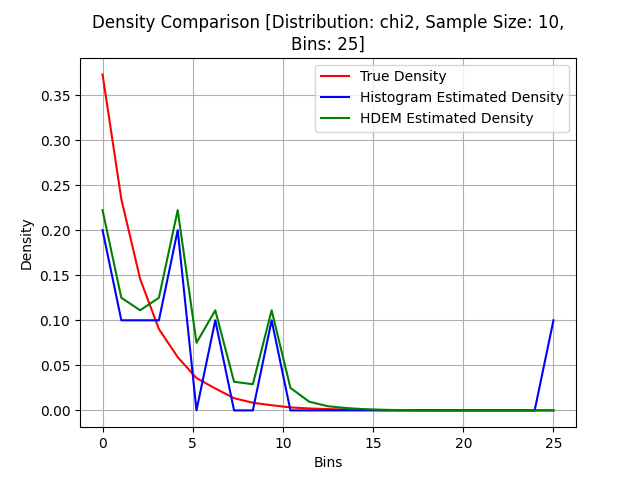 Density Comparison [Distribution: chi2, Sample Size: 10,
Bins: 25]
True Density
Histogram Estimated Density
HDEM Estimated Density
Density
0.35
0.30
0.25
0.20
0.15
0.10
0.05
0.00
0 5 10 15 20 25
Bins